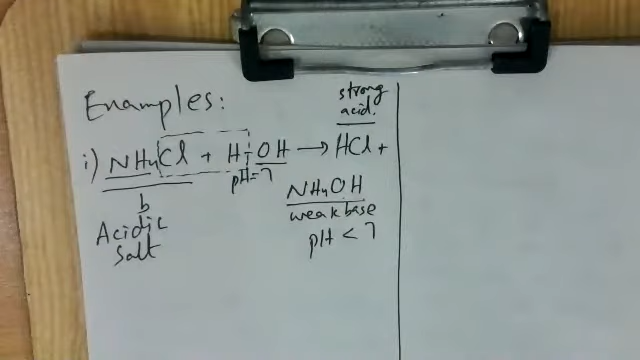 Examples:
strong
acid.
i) NH4Cl + H-OH → HCl +
pH=7
NH4OH
weak base
pH < 7
Acidic
Salt